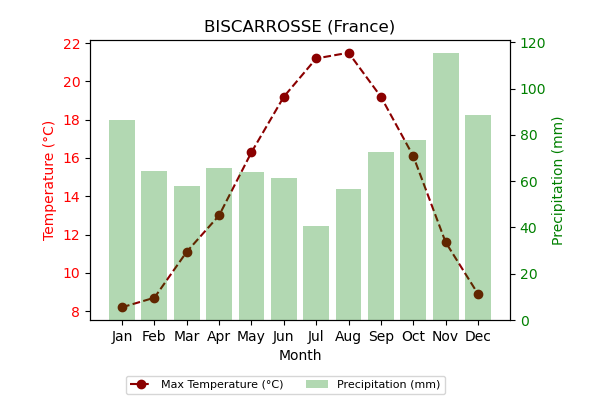 BISCARROSSE (France)
Temperature (°C)
22
20
18
16
14
12
10
8
120
100
80
60
40
20
0
Precipitation (mm)
Jan Feb Mar Apr May Jun Jul Aug Sep Oct Nov Dec
Month
Max Temperature (°C) Precipitation (mm)